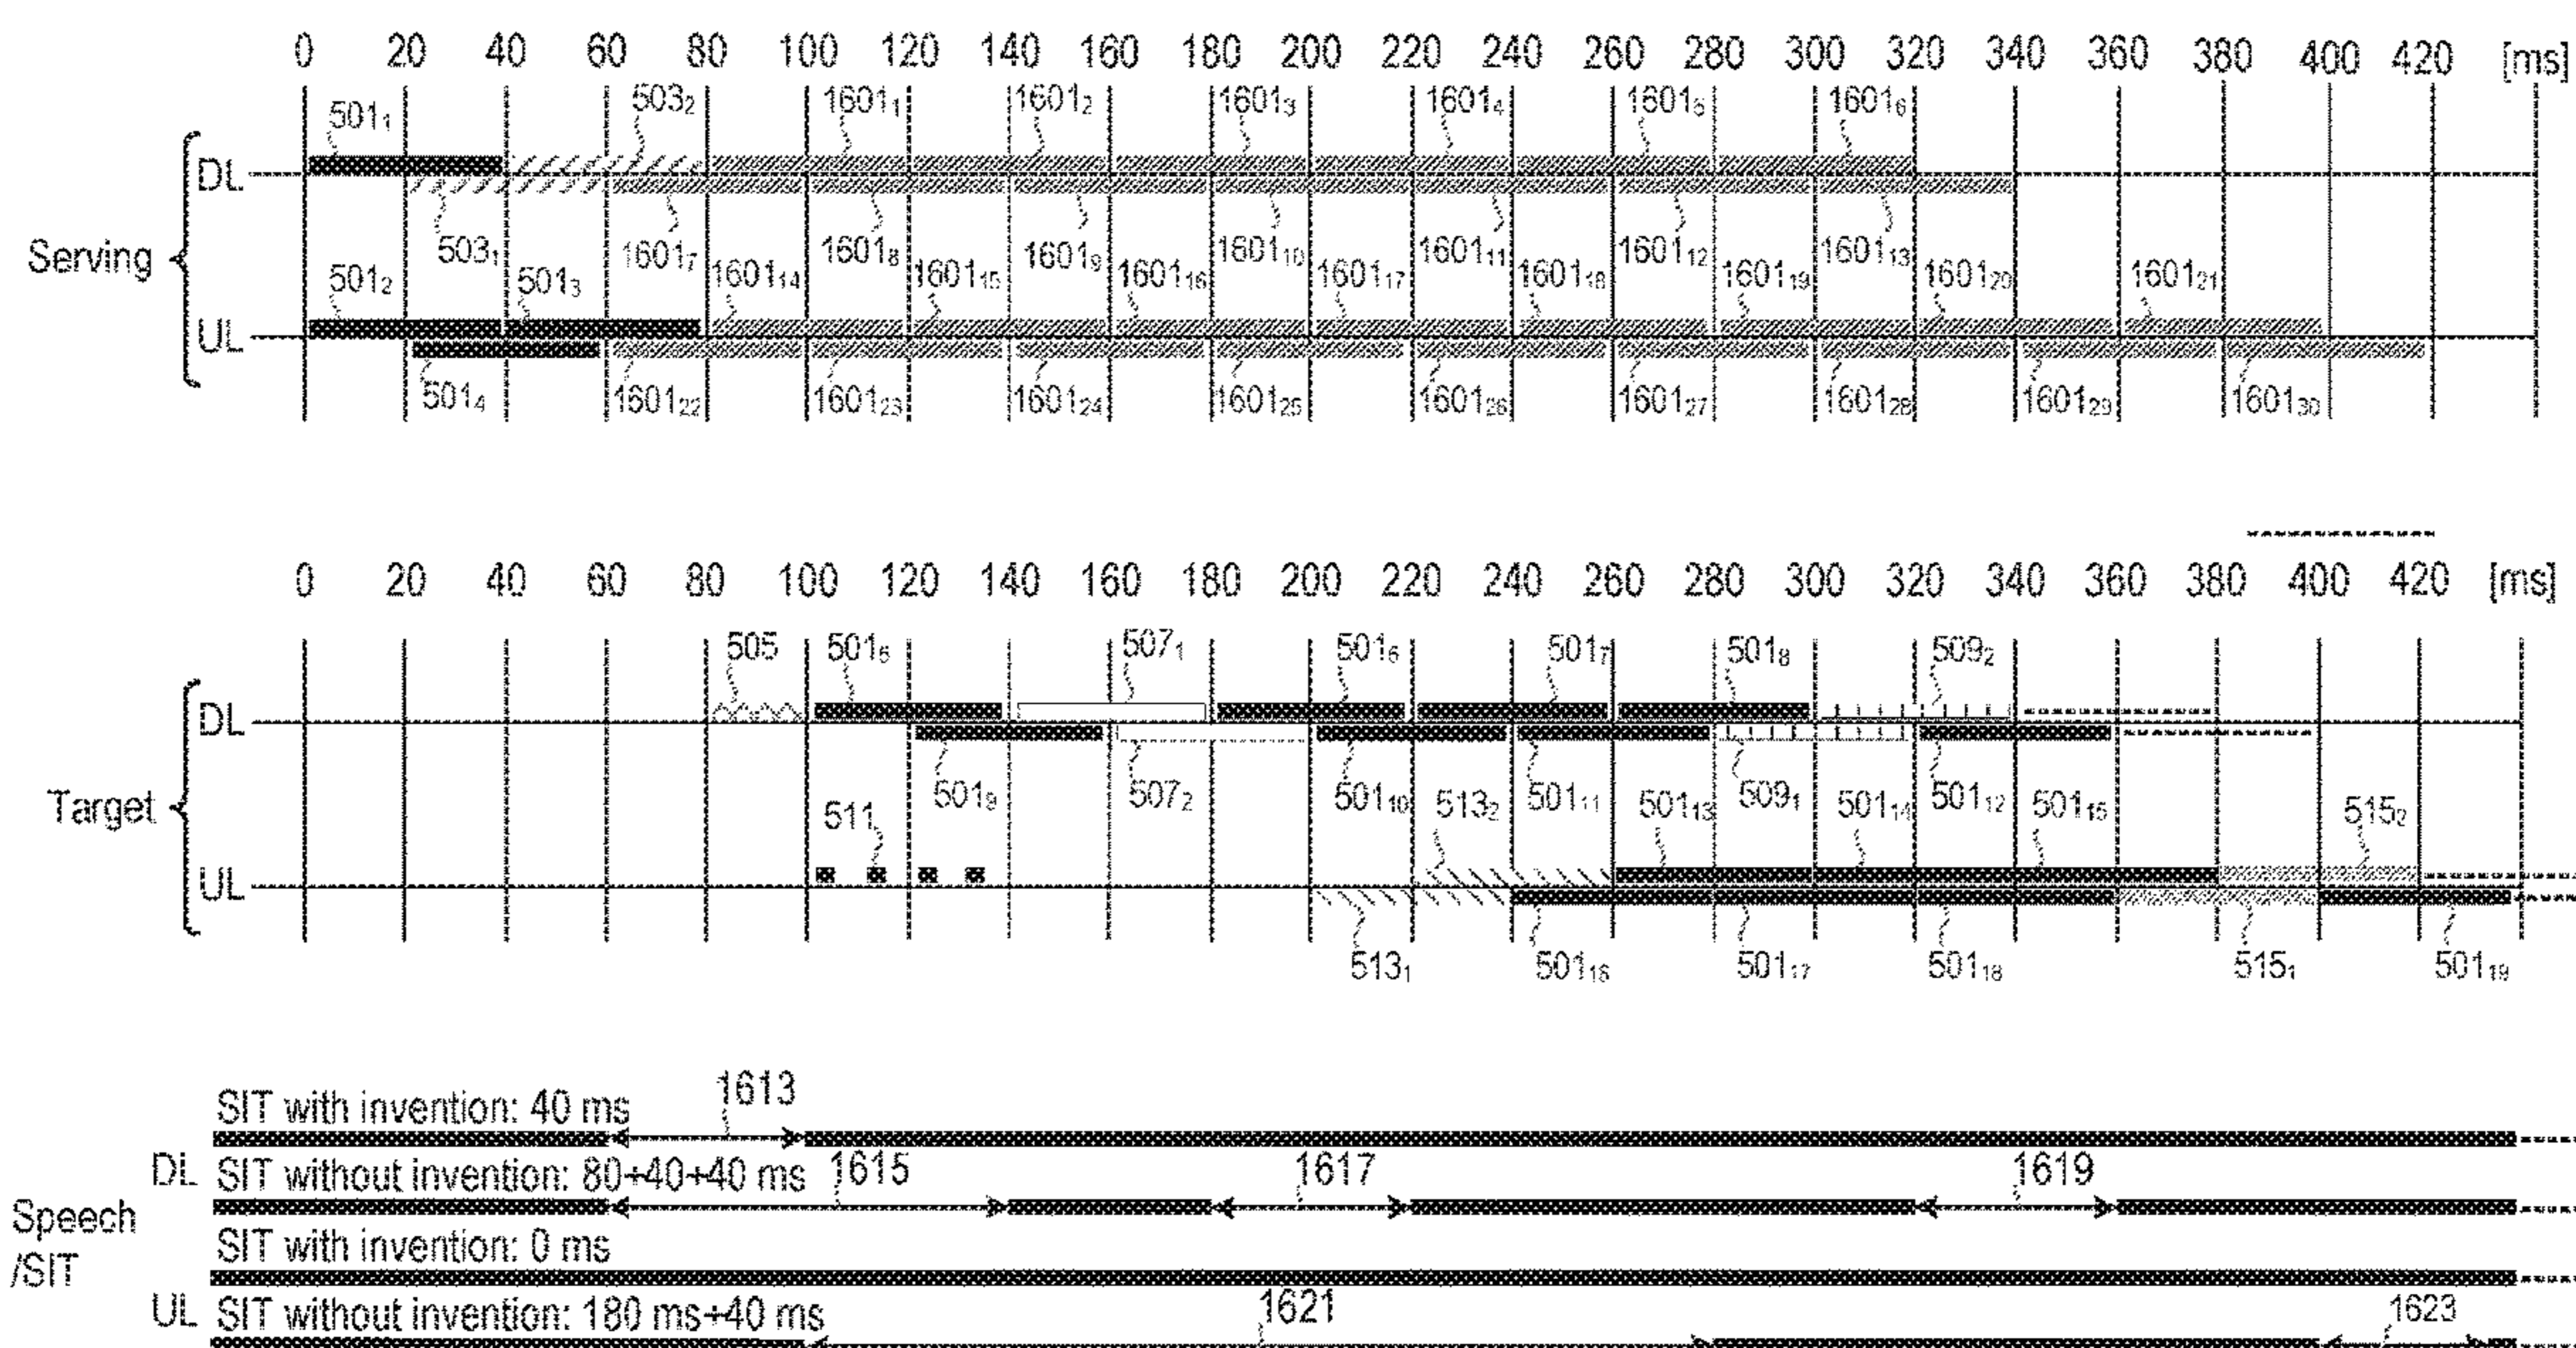 0 20 40 60 80 100 120 140 160 180 200 220 240 260 280 300 320 340 360 380 400 420 [ms]
501₁ 503₂ 1601₁ 1601₂ 1601₃ 1601₄ 1601₅ 1601₆
DL
503₁ 1601₇ 1601₈ 1601₉ 1601₁₀ 1601₁₁ 1601₁₂ 1601₁₃
Serving
501₂ 501₃ 1601₁₄ 1601₁₅ 1601₁₆ 1601₁₇ 1601₁₈ 1601₁₉ 1601₂₀ 1601₂₁
UL
501₄ 1601₂₂ 1601₂₃ 1601₂₄ 1601₂₅ 1601₂₆ 1601₂₇ 1601₂₈ 1601₂₉ 1601₃₀
0 20 40 60 80 100 120 140 160 180 200 220 240 260 280 300 320 340 360 380 400 420 [ms]
505 507₁ 501₆ 501₇ 501₈ 509₂
DL
501₉ 507₂ 501₁₀ 513₂ 501₁₁ 501₁₃ 509₁ 501₁₄ 501₁₂ 501₁₅ 515₂
Target
511
UL
513₁ 501₁₆ 501₁₇ 501₁₈ 515₁ 501₁₉
SIT with invention: 40 ms 1613
DL SIT without invention: 80+40+40 ms 1615 1617 1619
Speech
/SIT
SIT with invention: 0 ms
UL SIT without invention: 180 ms+40 ms 1621 1623